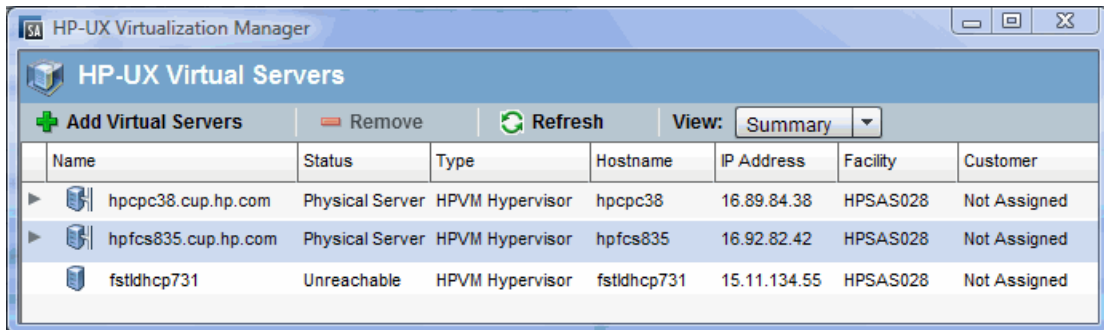 SA HP-UX Virtualization Manager
HP-UX Virtual Servers
Add Virtual Servers Remove Refresh View: Summary
Name Status Type Hostname IP Address Facility Customer
hpcpc38.cup.hp.com Physical Server HPVM Hypervisor hpcpc38 16.89.84.38 HPSAS028 Not Assigned
hpfcs835.cup.hp.com Physical Server HPVM Hypervisor hpfcs835 16.92.82.42 HPSAS028 Not Assigned
fstldhcp731 Unreachable HPVM Hypervisor fstldhcp731 15.11.134.55 HPSAS028 Not Assigned